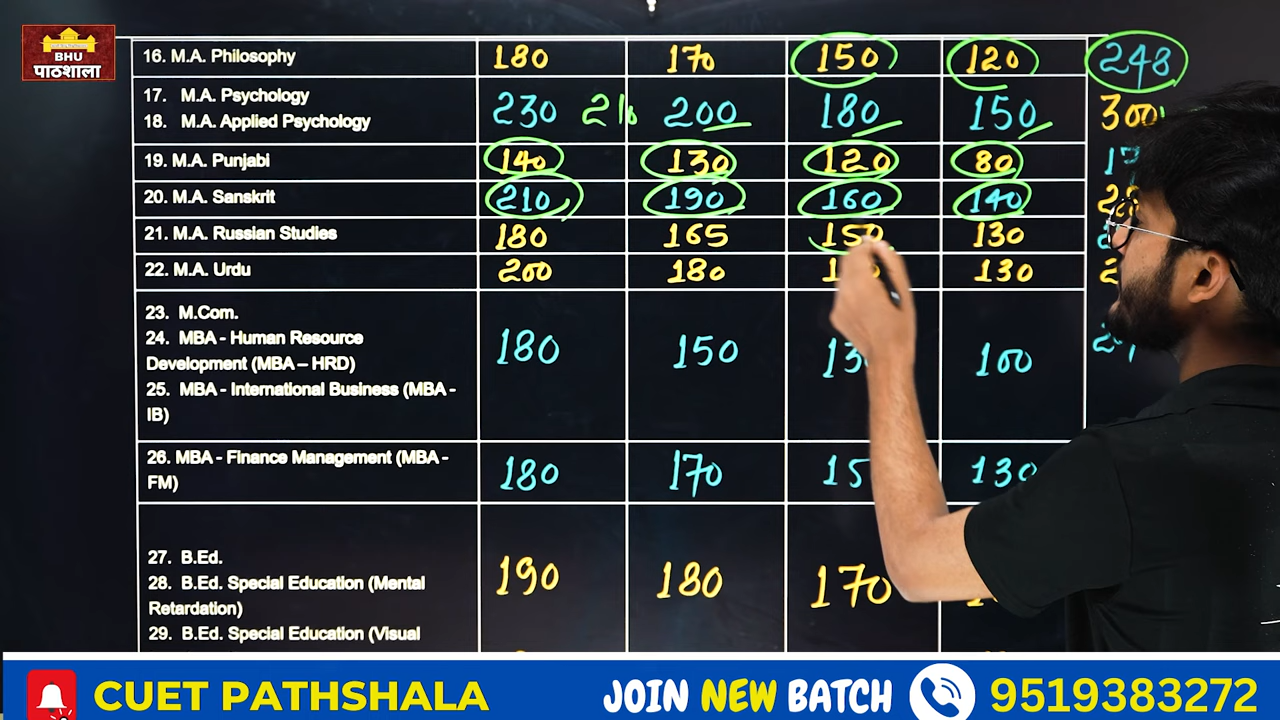 BHU
पाठशाला
16. M.A. Philosophy 180 170 150 120 248
17. M.A. Psychology
18. M.A. Applied Psychology
230 210 200 180 150 300
19. M.A. Punjabi 140 130 120 80
20. M.A. Sanskrit 210 190 160 140
21. M.A. Russian Studies 180 165 150 130
22. M.A. Urdu 200 180 130
23. M.Com.
24. MBA - Human Resource
Development (MBA – HRD)
25. MBA - International Business (MBA -
IB)
180 150 100
26. MBA - Finance Management (MBA -
FM)
180 170 130
27. B.Ed.
28. B.Ed. Special Education (Mental
Retardation)
29. B.Ed. Special Education (Visual
190 180 170
CUET PATHSHALA JOIN NEW BATCH 9519383272